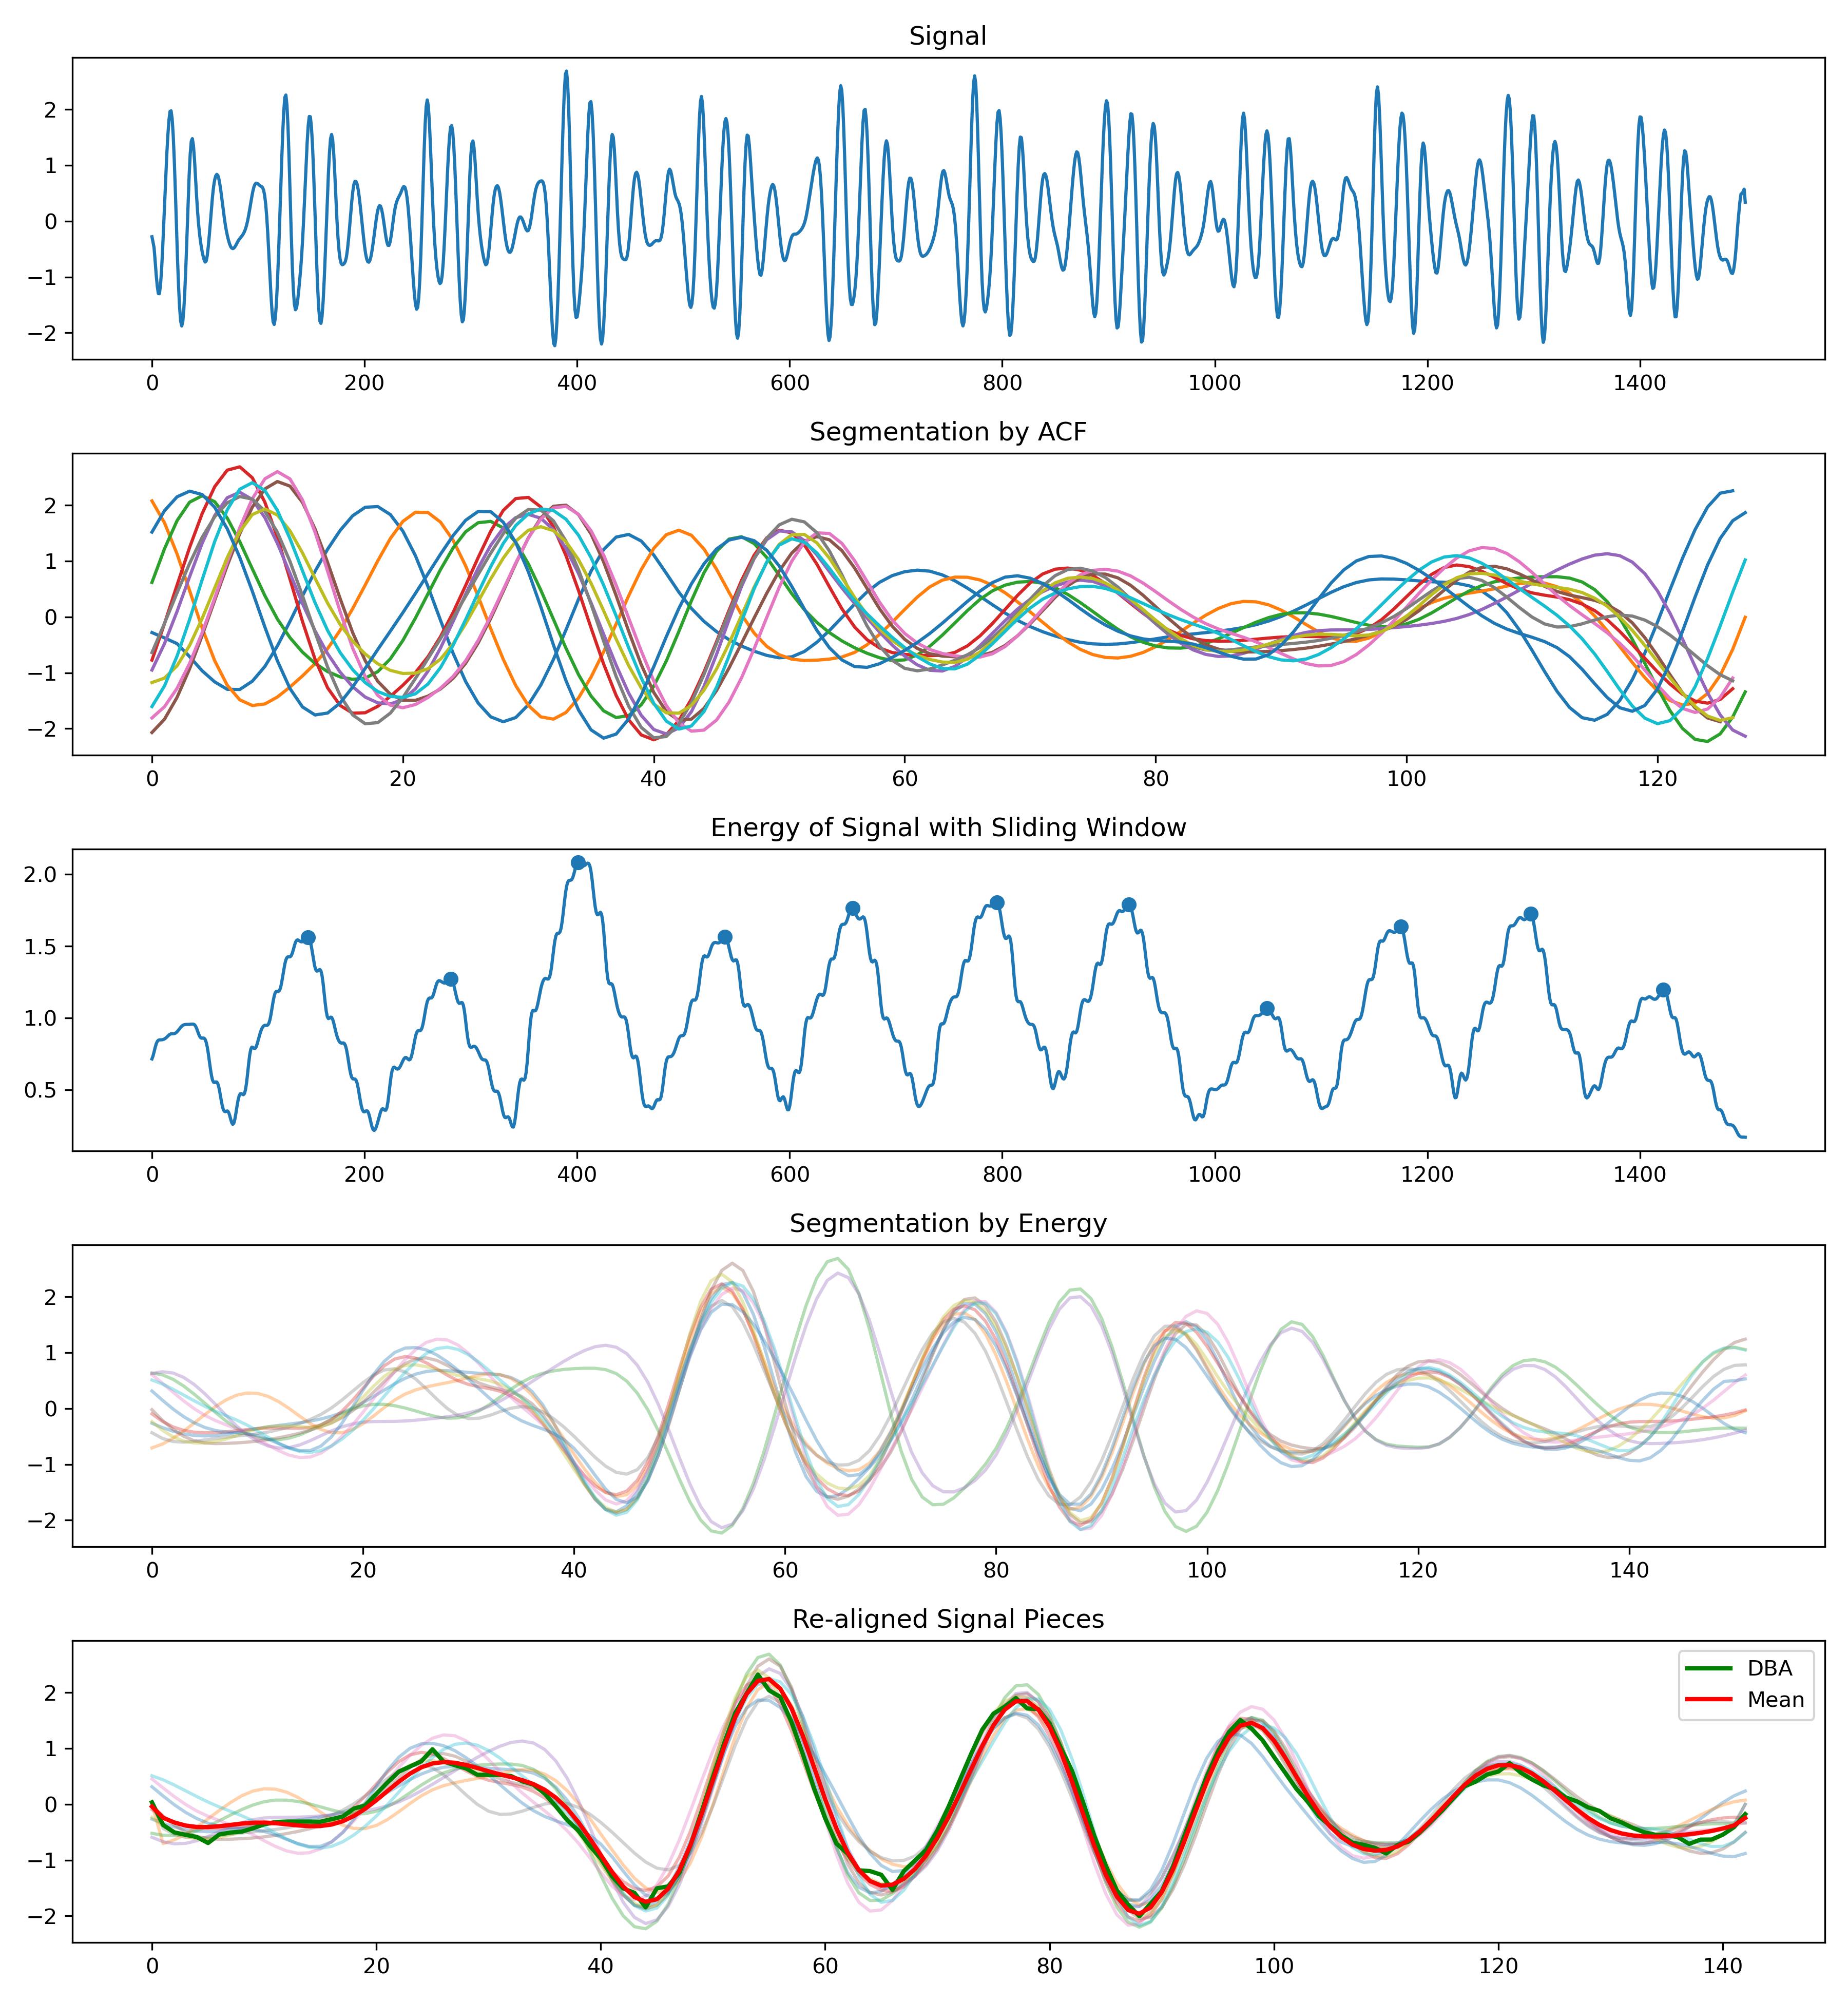 Signal
2
1
0
−1
−2
0 200 400 600 800 1000 1200 1400
Segmentation by ACF
2
1
0
−1
−2
0 20 40 60 80 100 120
Energy of Signal with Sliding Window
2.0
1.5
1.0
0.5
0 200 400 600 800 1000 1200 1400
Segmentation by Energy
2
1
0
−1
−2
0 20 40 60 80 100 120 140
Re-aligned Signal Pieces
DBA
Mean
2
1
0
−1
−2
0 20 40 60 80 100 120 140